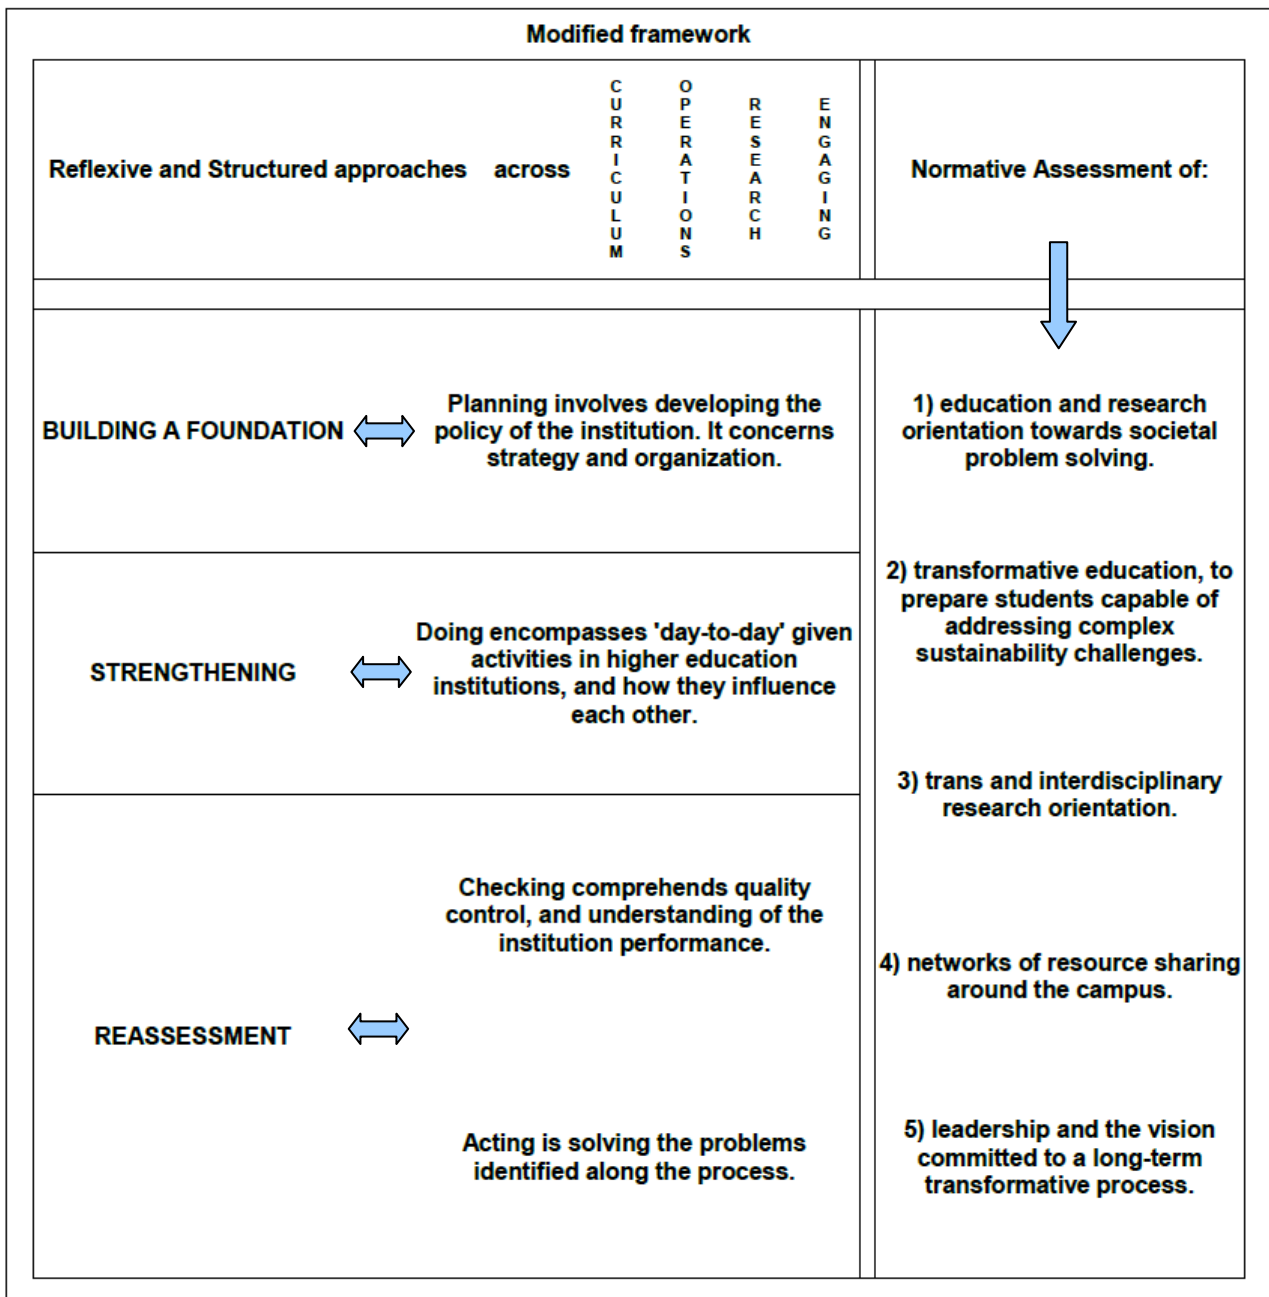 Modified framework
Reflexive and Structured approaches across
CURRICULUM
OPERATIONS
RESEARCH
ENGAGING
Normative Assessment of:
BUILDING A FOUNDATION
Planning involves developing the
policy of the institution. It concerns
strategy and organization.
STRENGTHENING
Doing encompasses 'day-to-day' given
activities in higher education
institutions, and how they influence
each other.
REASSESSMENT
Checking comprehends quality
control, and understanding of the
institution performance.
Acting is solving the problems
identified along the process.
1) education and research
orientation towards societal
problem solving.
2) transformative education, to
prepare students capable of
addressing complex
sustainability challenges.
3) trans and interdisciplinary
research orientation.
4) networks of resource sharing
around the campus.
5) leadership and the vision
committed to a long-term
transformative process.